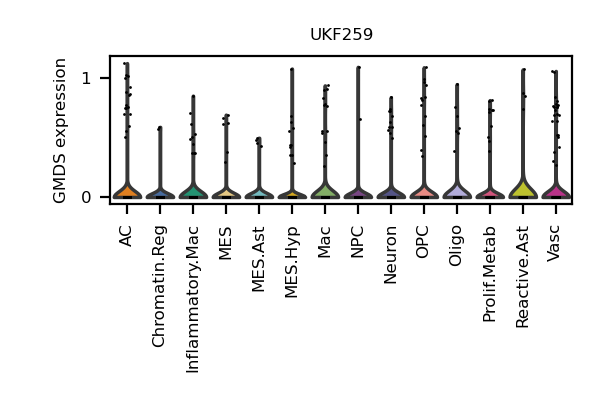 UKF259
GMDS expression
1
0
AC
Chromatin.Reg
Inflammatory.Mac
MES
MES.Ast
MES.Hyp
Mac
NPC
Neuron
OPC
Oligo
Prolif.Metab
Reactive.Ast
Vasc